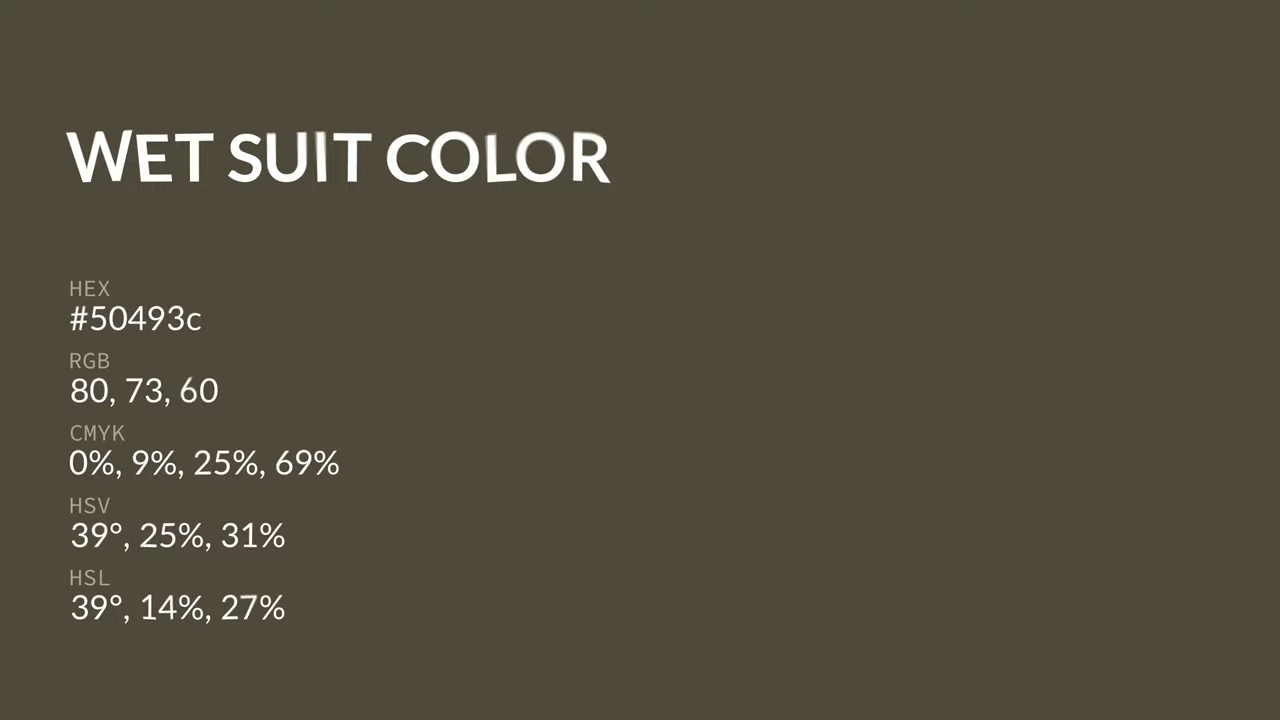 WET SUIT COLOR
HEX
#50493c
RGB
80, 73, 60
CMYK
0%, 9%, 25%, 69%
HSV
39°, 25%, 31%
HSL
39°, 14%, 27%